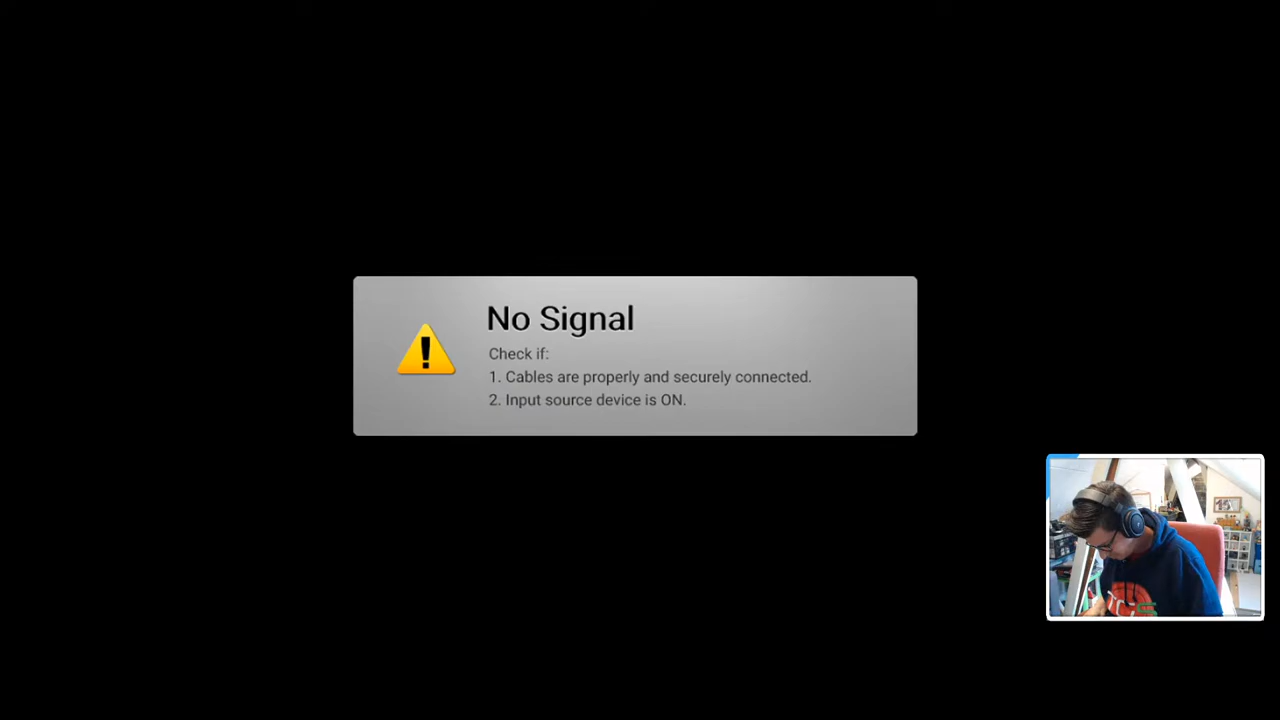 No Signal
Check if:
1. Cables are properly and securely connected.
2. Input source device is ON.